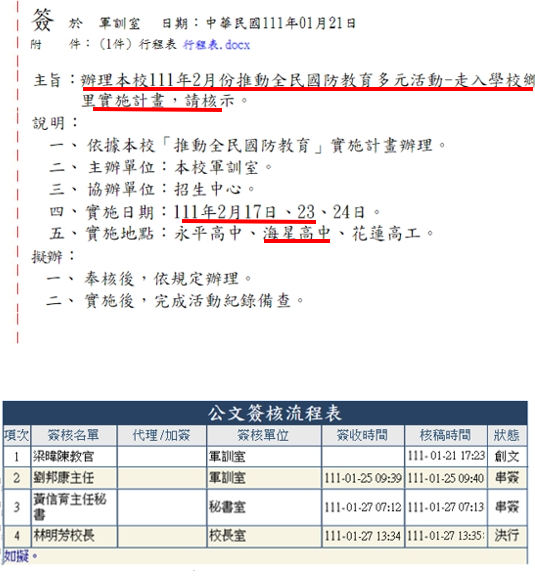 簽 於 軍訓室 日期：中華民國111年01月21日
附 件：(1件) 行程表 行程表.docx
主旨：辦理本校111年2月份推動全民國防教育多元活動-走入學校鄉
里實施計畫，請核示。
說明：
一、依據本校「推動全民國防教育」實施計畫辦理。
二、主辦單位：本校軍訓室。
三、協辦單位：招生中心。
四、實施日期：111年2月17日、23、24日。
五、實施地點：永平高中、海星高中、花蓮高工。
擬辦：
一、奉核後，依規定辦理。
二、實施後，完成活動紀錄備查。
公文簽核流程表
項次 簽核名單 代理/加簽 簽核單位 簽收時間 核稿時間 狀態
1 梁暐陳教官 軍訓室 111-01-21 17:23 創文
2 劉邦康主任 軍訓室 111-01-25 09:39 111-01-25 09:40 串簽
3 黃信育主任秘書 秘書室 111-01-27 07:12 111-01-27 07:13 串簽
4 林明芳校長 校長室 111-01-27 13:34 111-01-27 13:35: 決行
如擬。